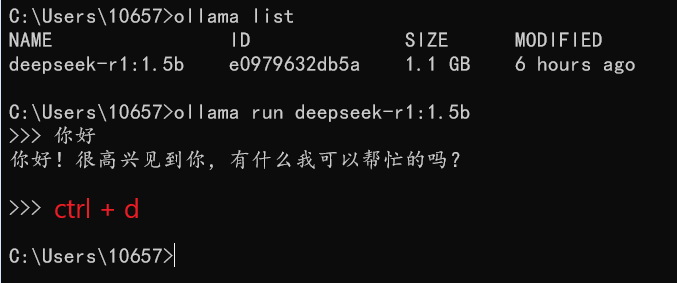 C:\Users\10657>ollama list
NAME ID SIZE MODIFIED
deepseek-r1:1.5b e0979632db5a 1.1 GB 6 hours ago
C:\Users\10657>ollama run deepseek-r1:1.5b
>>> 你好
你好！很高兴见到你，有什么我可以帮忙的吗？
>>> ctrl + d
C:\Users\10657>